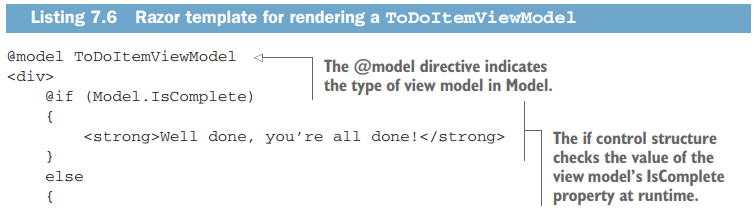 Listing 7.6 Razor template for rendering a ToDoItemViewModel
@model ToDoItemViewModel
<div>
@if (Model.IsComplete)
{
<strong>Well done, you’re all done!</strong>
}
else
{
The @model directive indicates
the type of view model in Model.
The if control structure
checks the value of the
view model’s IsComplete
property at runtime.